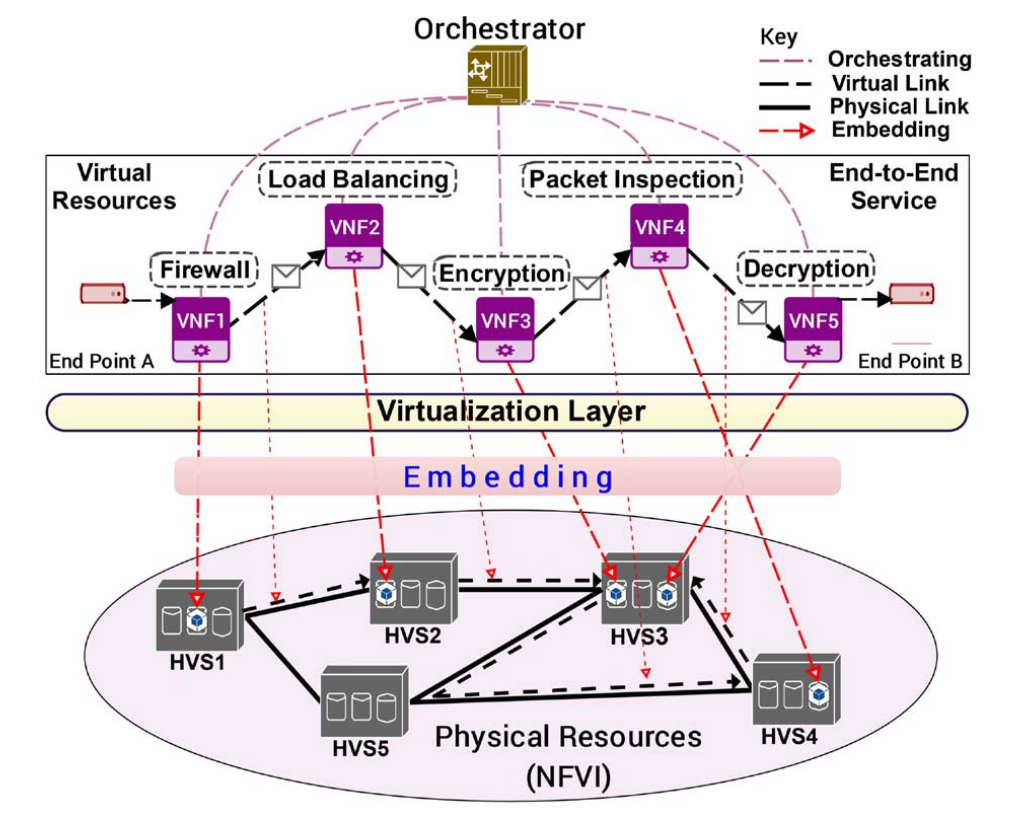 Orchestrator
Key
Orchestrating
Virtual Link
Physical Link
Embedding
Virtual
Resources
Load Balancing
Packet Inspection
End-to-End
Service
VNF2
VNF4
Firewall
Encryption
Decryption
VNF1
VNF3
VNF5
End Point A
End Point B
Virtualization Layer
Embedding
HVS1
HVS2
HVS3
HVS4
HVS5
Physical Resources
(NFVI)